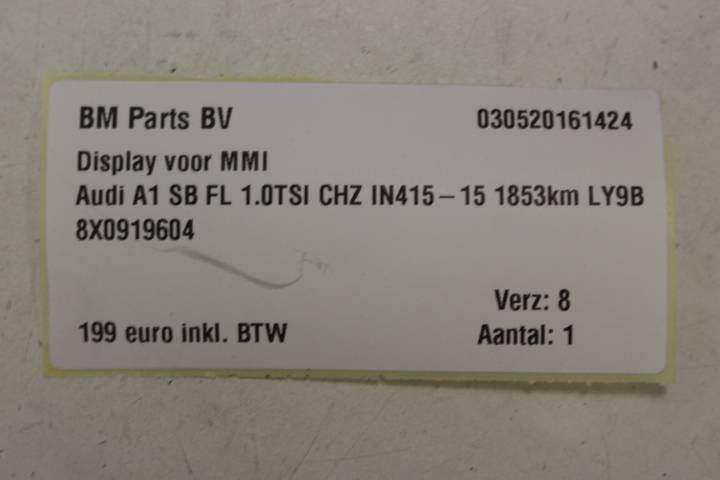 BM Parts BV 030520161424
Display voor MMI
Audi A1 SB FL 1.0TSI CHZ IN415-15 1853km LY9B
8X0919604
Verz: 8
199 euro inkl. BTW Aantal: 1